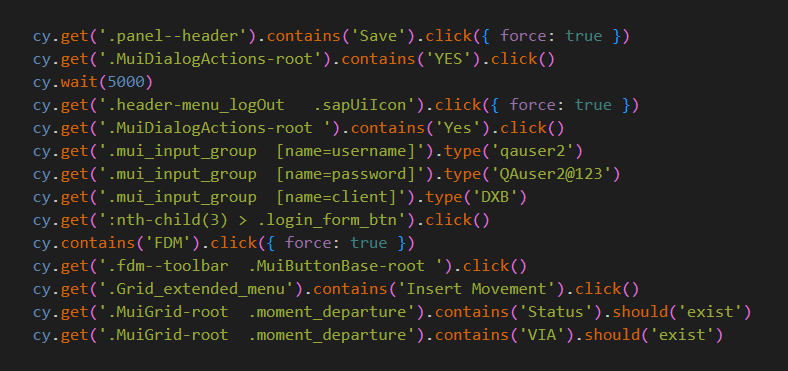 cy.get('.panel--header').contains('Save').click({ force: true })
cy.get('.MuiDialogActions-root').contains('YES').click()
cy.wait(5000)
cy.get('.header-menu_logOut   .sapUiIcon').click({ force: true })
cy.get('.MuiDialogActions-root ').contains('Yes').click()
cy.get('.mui_input_group  [name=username]').type('qauser2')
cy.get('.mui_input_group  [name=password]').type('QAuser2@123')
cy.get('.mui_input_group  [name=client]').type('DXB')
cy.get(':nth-child(3) > .login_form_btn').click()
cy.contains('FDM').click({ force: true })
cy.get('.fdm--toolbar  .MuiButtonBase-root ').click()
cy.get('.Grid_extended_menu').contains('Insert Movement').click()
cy.get('.MuiGrid-root  .moment_departure').contains('Status').should('exist')
cy.get('.MuiGrid-root  .moment_departure').contains('VIA').should('exist')